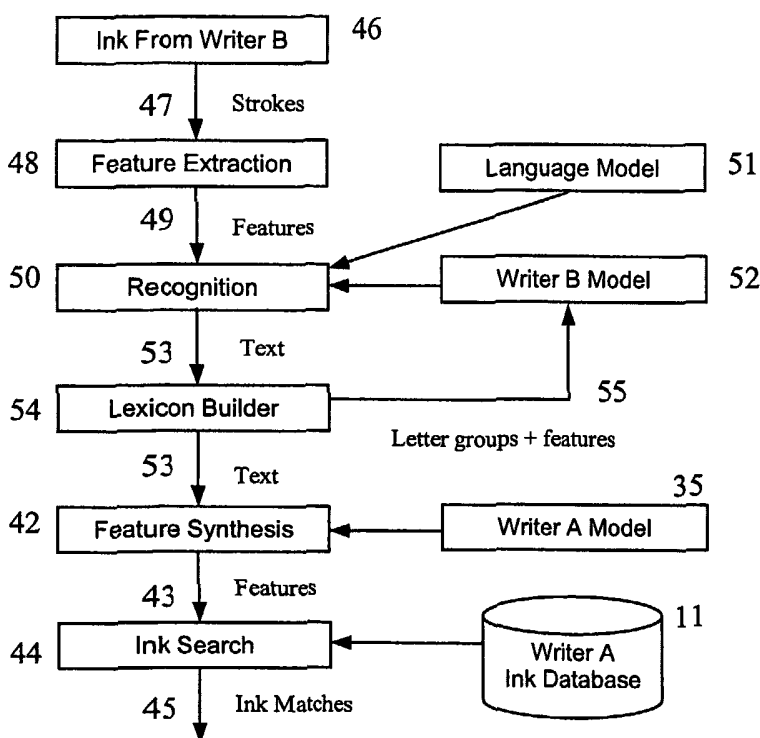 Ink From Writer B 46
47 Strokes
48 Feature Extraction Language Model 51
49 Features
50 Recognition Writer B Model 52
53 Text
54 Lexicon Builder 55
Letter groups + features
53 Text
35
42 Feature Synthesis Writer A Model
43 Features
11
44 Ink Search Writer A
Ink Database
45 Ink Matches